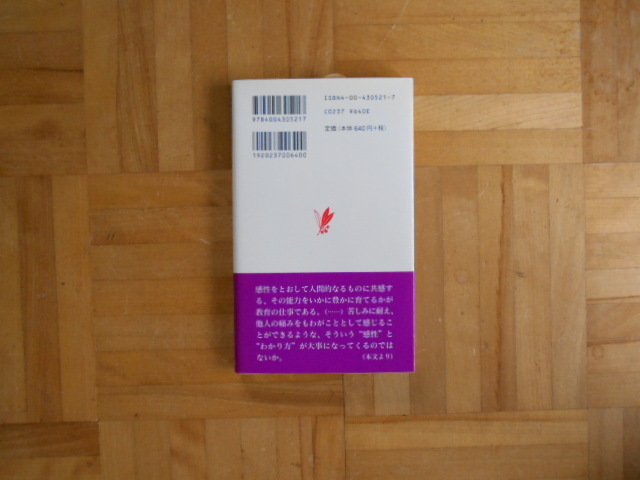 9784004305217
ISBN4-00-430521-7
C0237 ¥640E
定価(本体640円+税)
1920237006400
感性をとおして人間的なるものに共感す
る、その能力をいかに豊かに育てるかが
教育の仕事である。(……) 苦しみに耐え、
他人の痛みをもわがこととして感じること
とができるような、そういう“感性”と
“わかり方”が大事になってくるのでは
ないか。
(本文より)